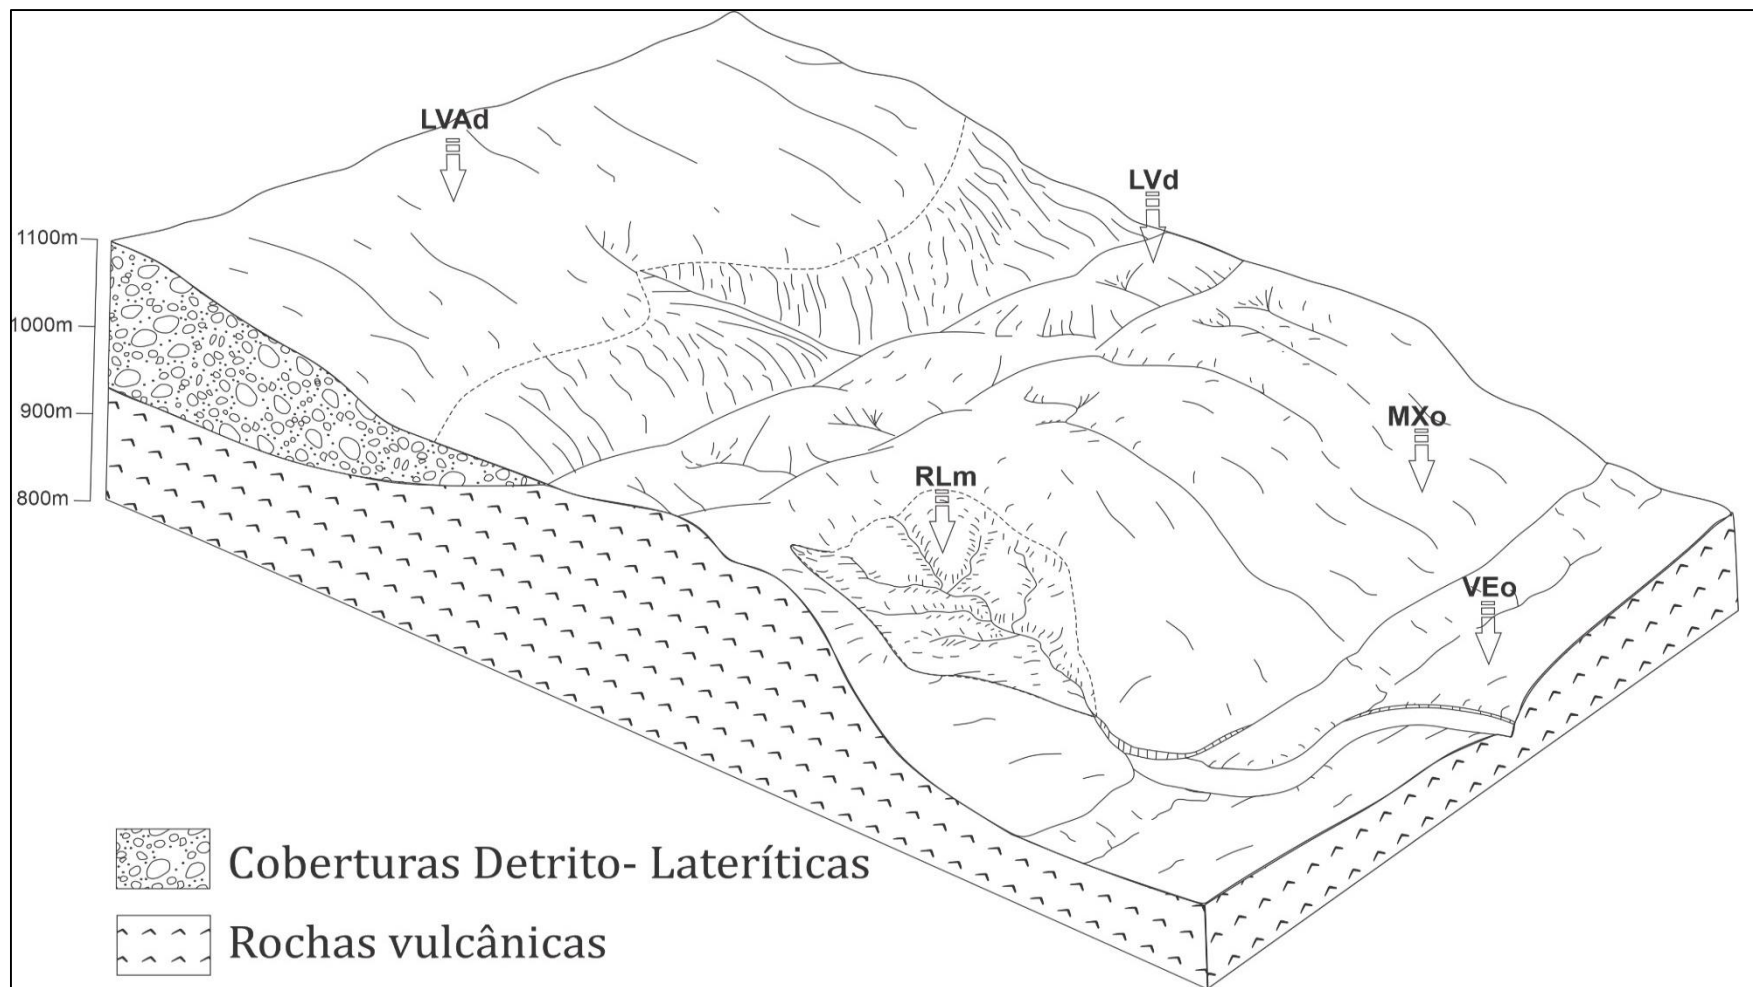 LVAd
LVd
1100m
1000m
MXo
900m
RLm
800m
VEo
Coberturas Detrito- Lateríticas
Rochas vulcânicas